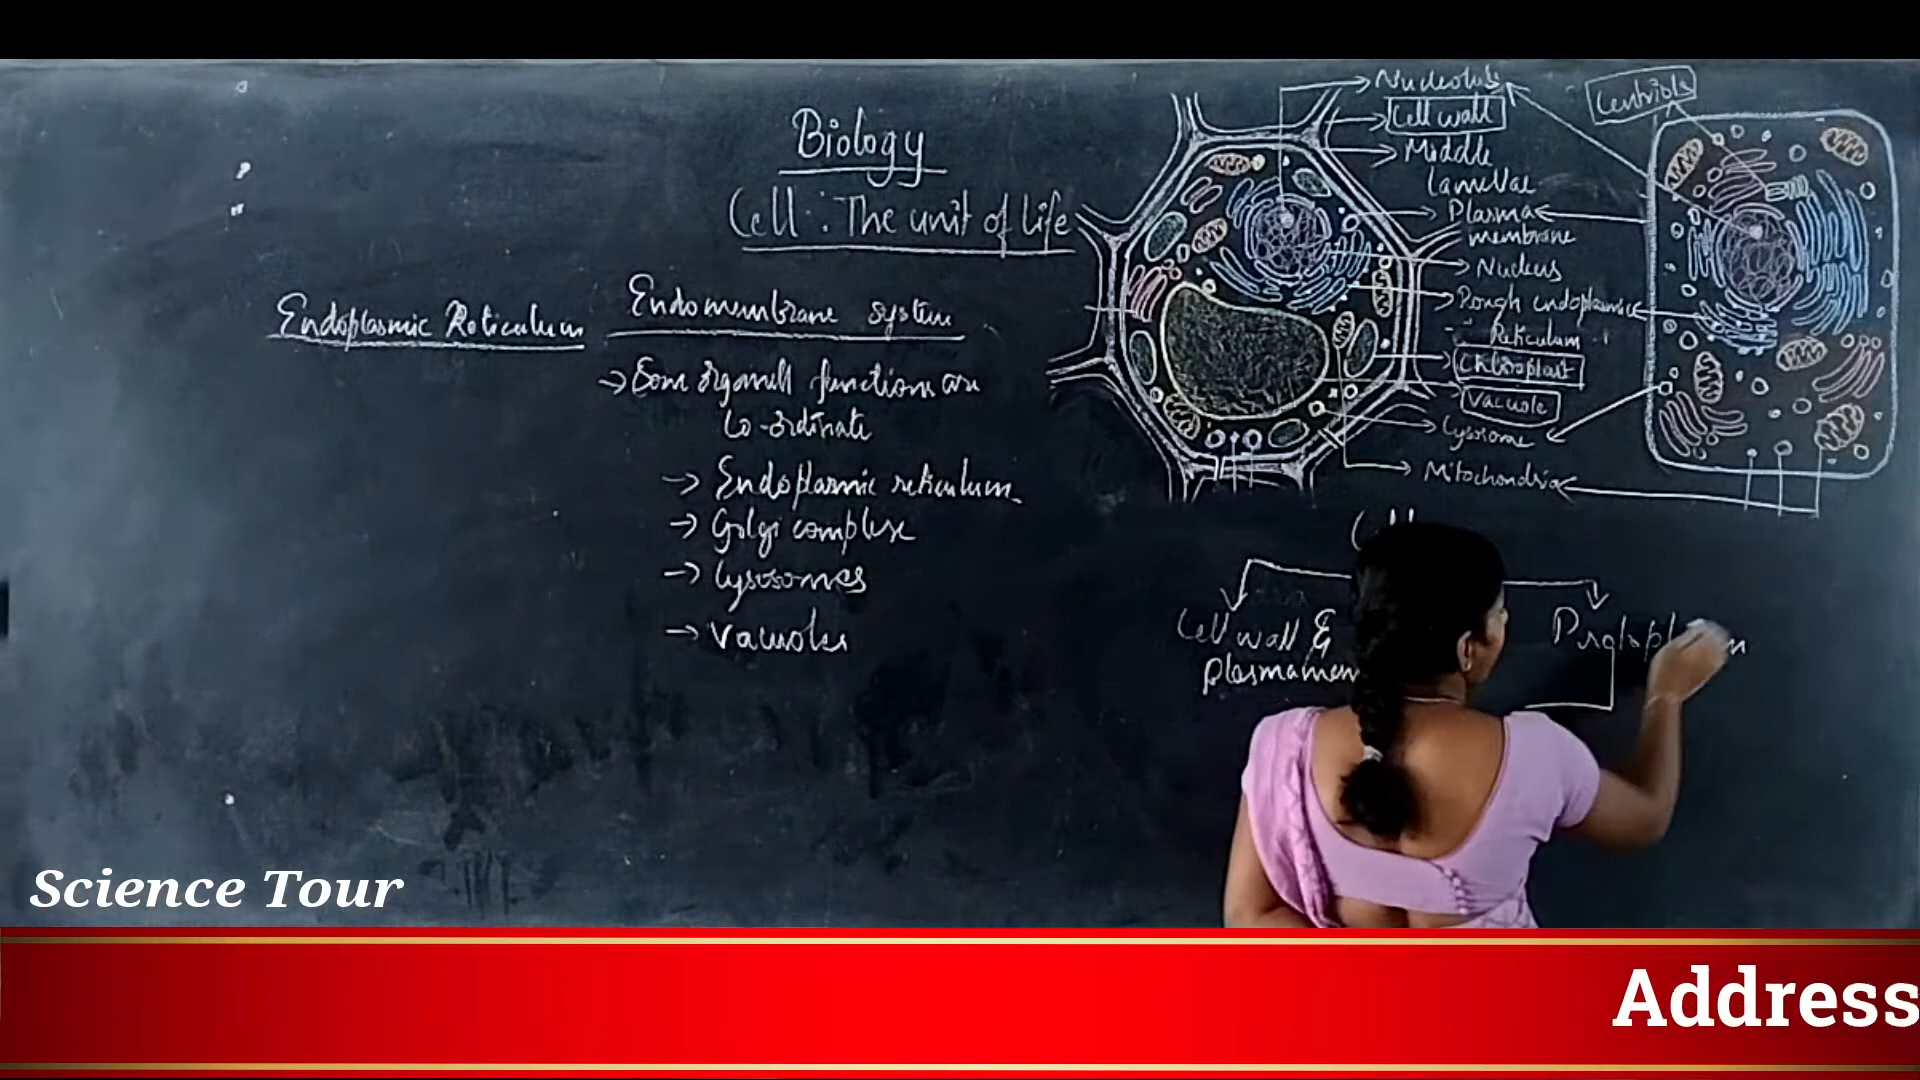 Biology
Cell : The unit of life
Endoplasmic Reticulum
Endomembrane system
→ Some organell functions are
Co-ordinate
→ Endoplasmic reticulum
→ Golgi complex
→ Lysosomes
→ Vacuoles
Nucleolus
Cell wall
Middle
lamellae
Plasma
membrane
Nucleus
Rough endoplasmic
Reticulum
Chloroplast
Vacuole
Lysosome
Mitochondria
Centriols
Cell wall &
Plasmamem
Science Tour
Address